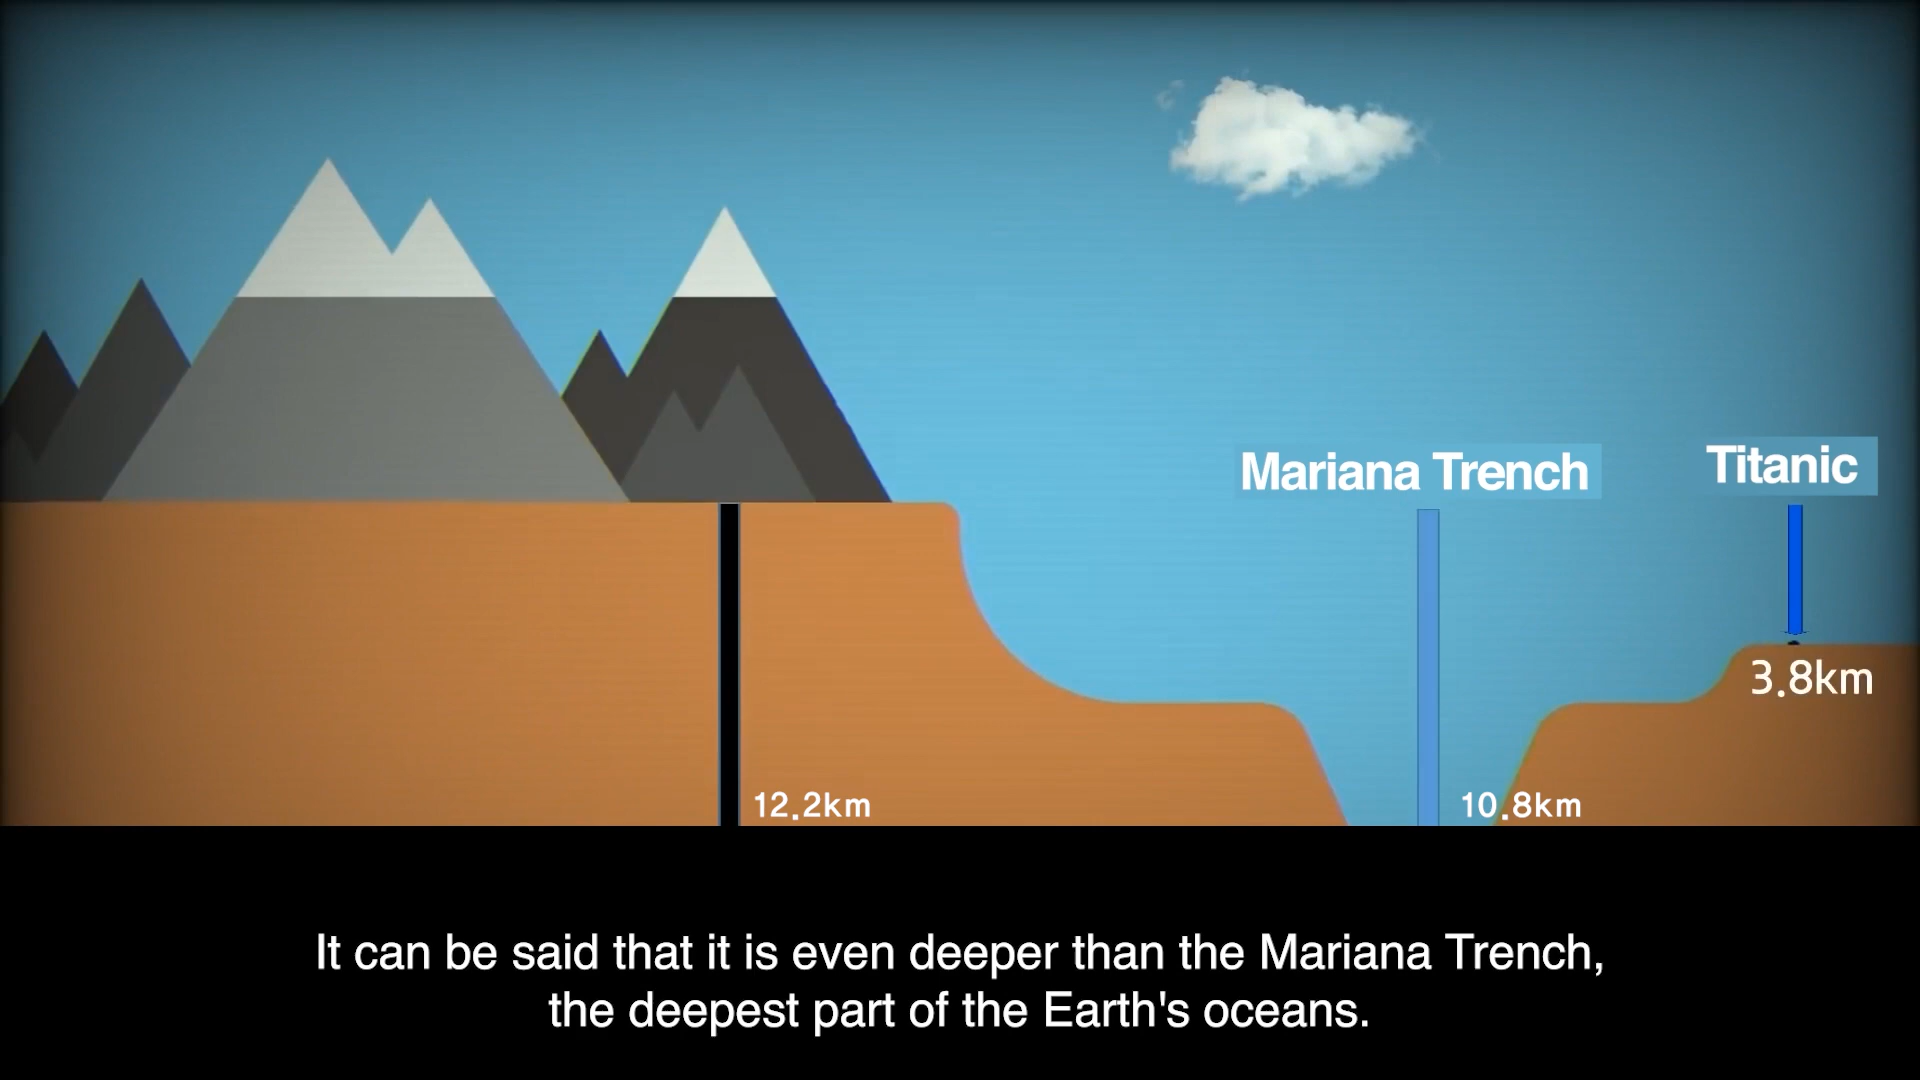 Mariana Trench
Titanic
3.8km
12.2km
10.8km
It can be said that it is even deeper than the Mariana Trench,
the deepest part of the Earth's oceans.